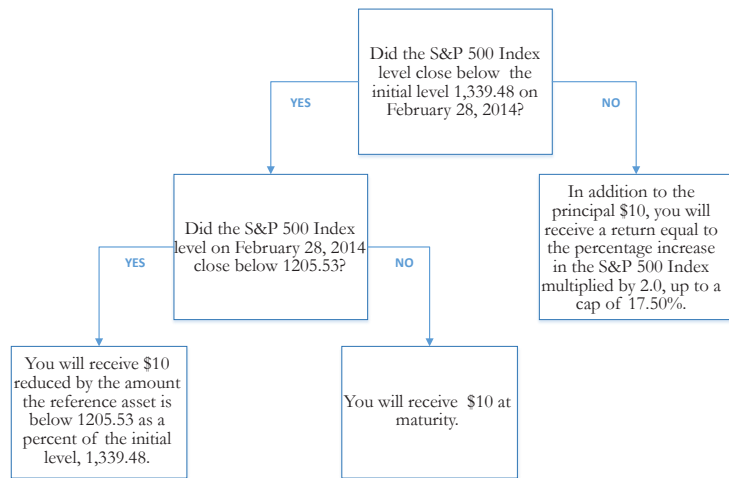 Did the S&P 500 Index
level close below the
initial level 1,339.48 on
February 28, 2014?
YES
NO
Did the S&P 500 Index
level on February 28, 2014
close below 1205.53?
In addition to the
principal $10, you will
receive a return equal to
the percentage increase
in the S&P 500 Index
multiplied by 2.0, up to a
cap of 17.50%.
YES
NO
You will receive $10
reduced by the amount
the reference asset is
below 1205.53 as a
percent of the initial
level, 1,339.48.
You will receive $10 at
maturity.